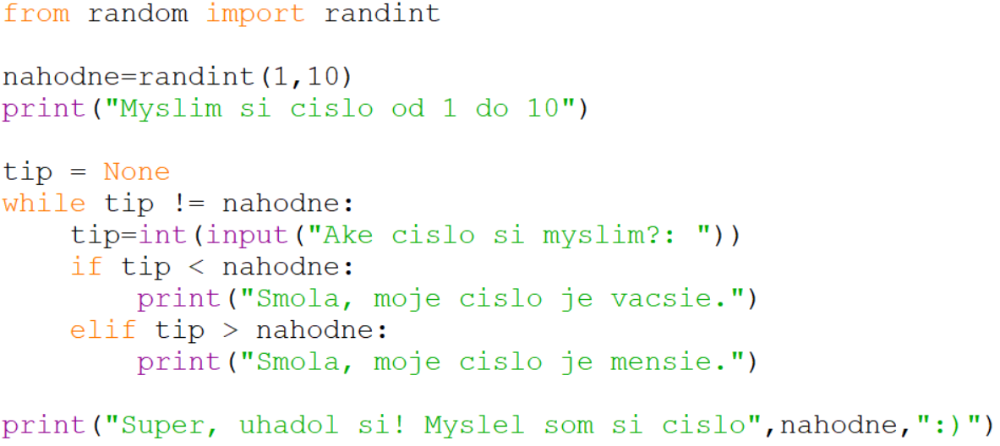 from random import randint
nahodne=randint(1,10)
print("Myslim si cislo od 1 do 10")
tip = None
while tip != nahodne:
    tip=int(input("Ake cislo si myslim?: "))
    if tip < nahodne:
        print("Smola, moje cislo je vacsie.")
    elif tip > nahodne:
        print("Smola, moje cislo je mensie.")
print("Super, uhadol si! Myslel som si cislo",nahodne,":)")